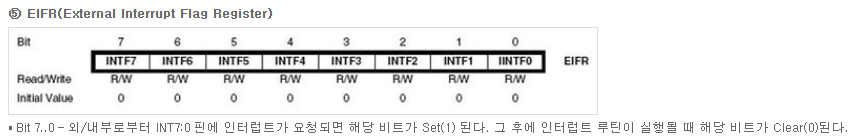 ⑤ EIFR(External Interrupt Flag Register)
Bit 7 6 5 4 3 2 1 0
INTF7 INTF6 INTF5 INTF4 INTF3 INTF2 INTF1 IINTF0 EIFR
Read/Write R/W R/W R/W R/W R/W R/W R/W R/W
Initial Value 0 0 0 0 0 0 0 0
▪ Bit 7..0 – 외/내부로부터 INT7:0 핀에 인터럽트가 요청되면 해당 비트가 Set(1) 된다. 그 후에 인터럽트 루틴이 실행될 때 해당 비트가 Clear(0)된다.